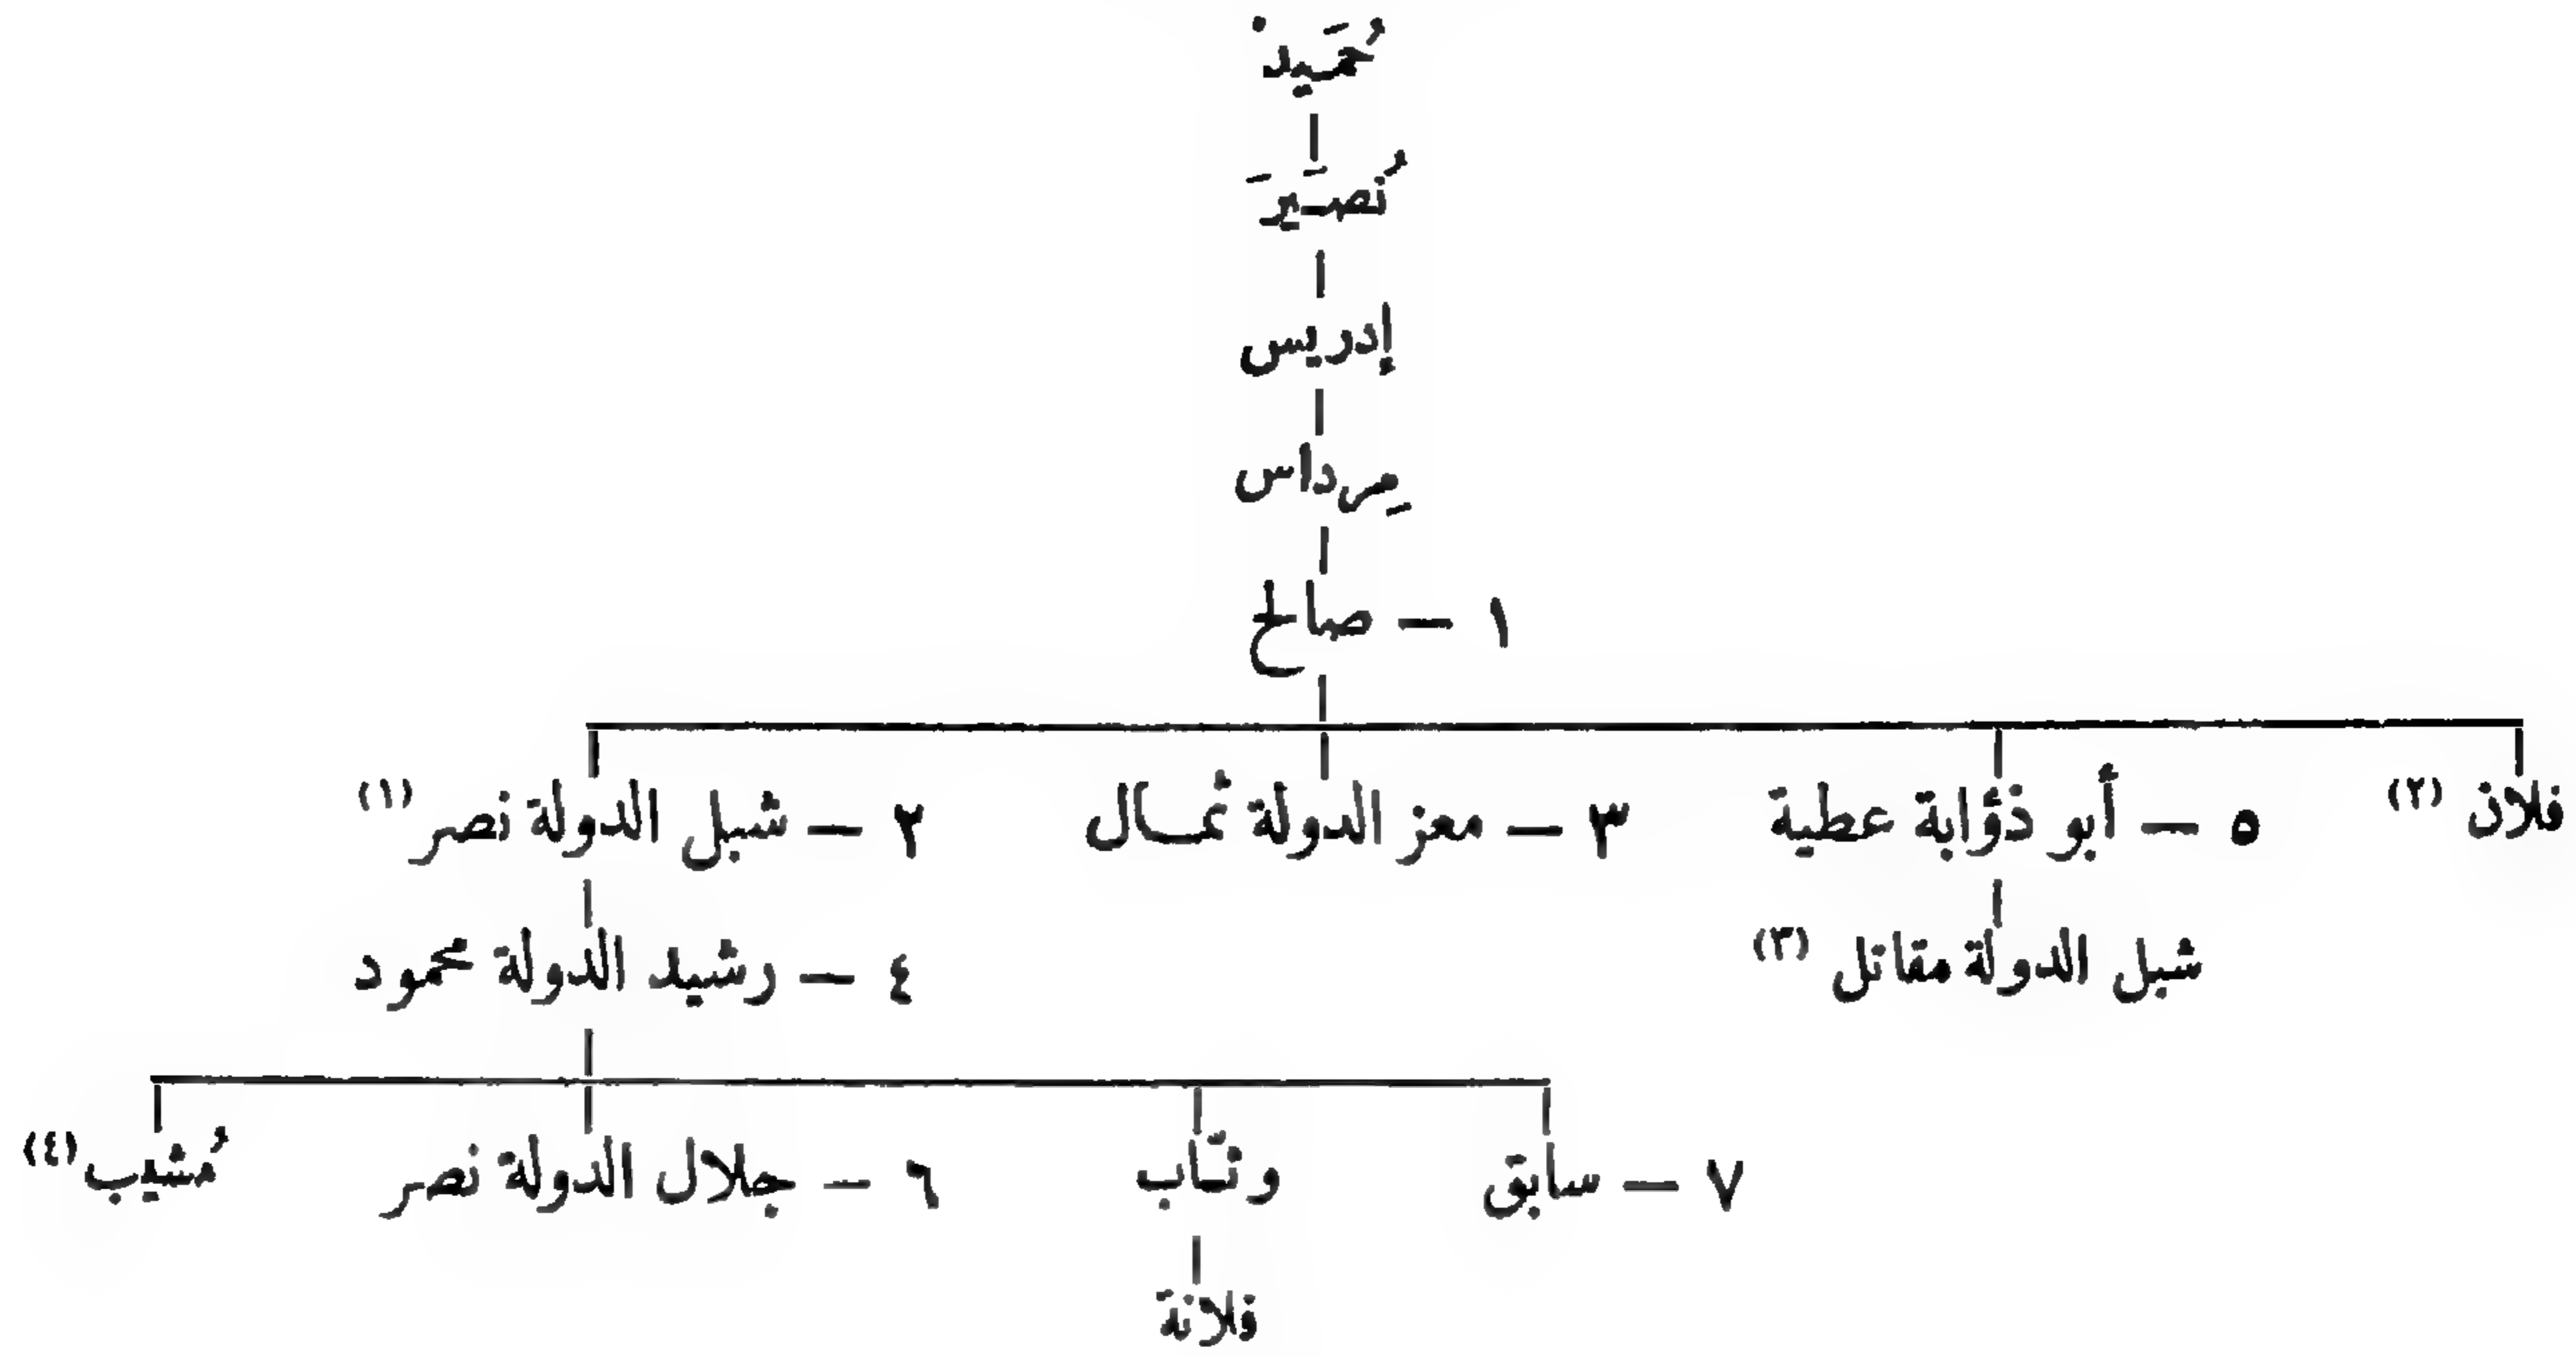 حُمَيدْ
نُصَيرَ
إدريس
مِرداس
١ — صالح
فلان (٢) ٥ — أبو ذؤابة عطية ٣ — معز الدولة ثمال ٢ — شبل الدولة نصر (١)
شبل الدولة مقاتل (٣) ٤ — رشيد الدولة محمود
٧ — سابق وثّاب ٦ — جلال الدولة نصر مُشيب (٤)
فلانة